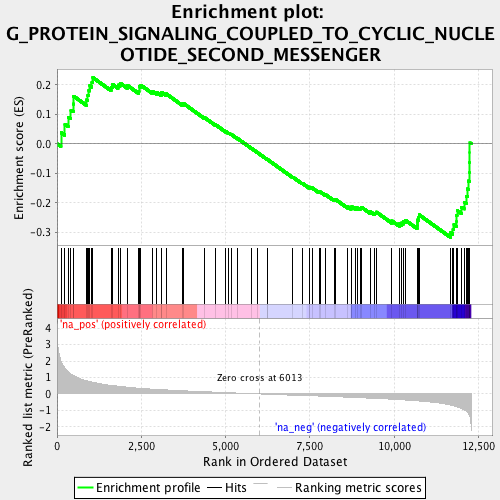 Enrichment plot:
G_PROTEIN_SIGNALING_COUPLED_TO_CYCLIC_NUCLE
OTIDE_SECOND_MESSENGER
Enrichment score (ES)
0.2
0.1
0.0
-0.1
-0.2
-0.3
'na_pos' (positively correlated)
Ranked list metric (PreRanked)
4
3
2
1
0
-1
-2
Zero cross at 6013
'na_neg' (negatively correlated)
0
2,500
5,000
7,500
10,000
12,500
Rank in Ordered Dataset
Enrichment profile
Hits
Ranking metric scores